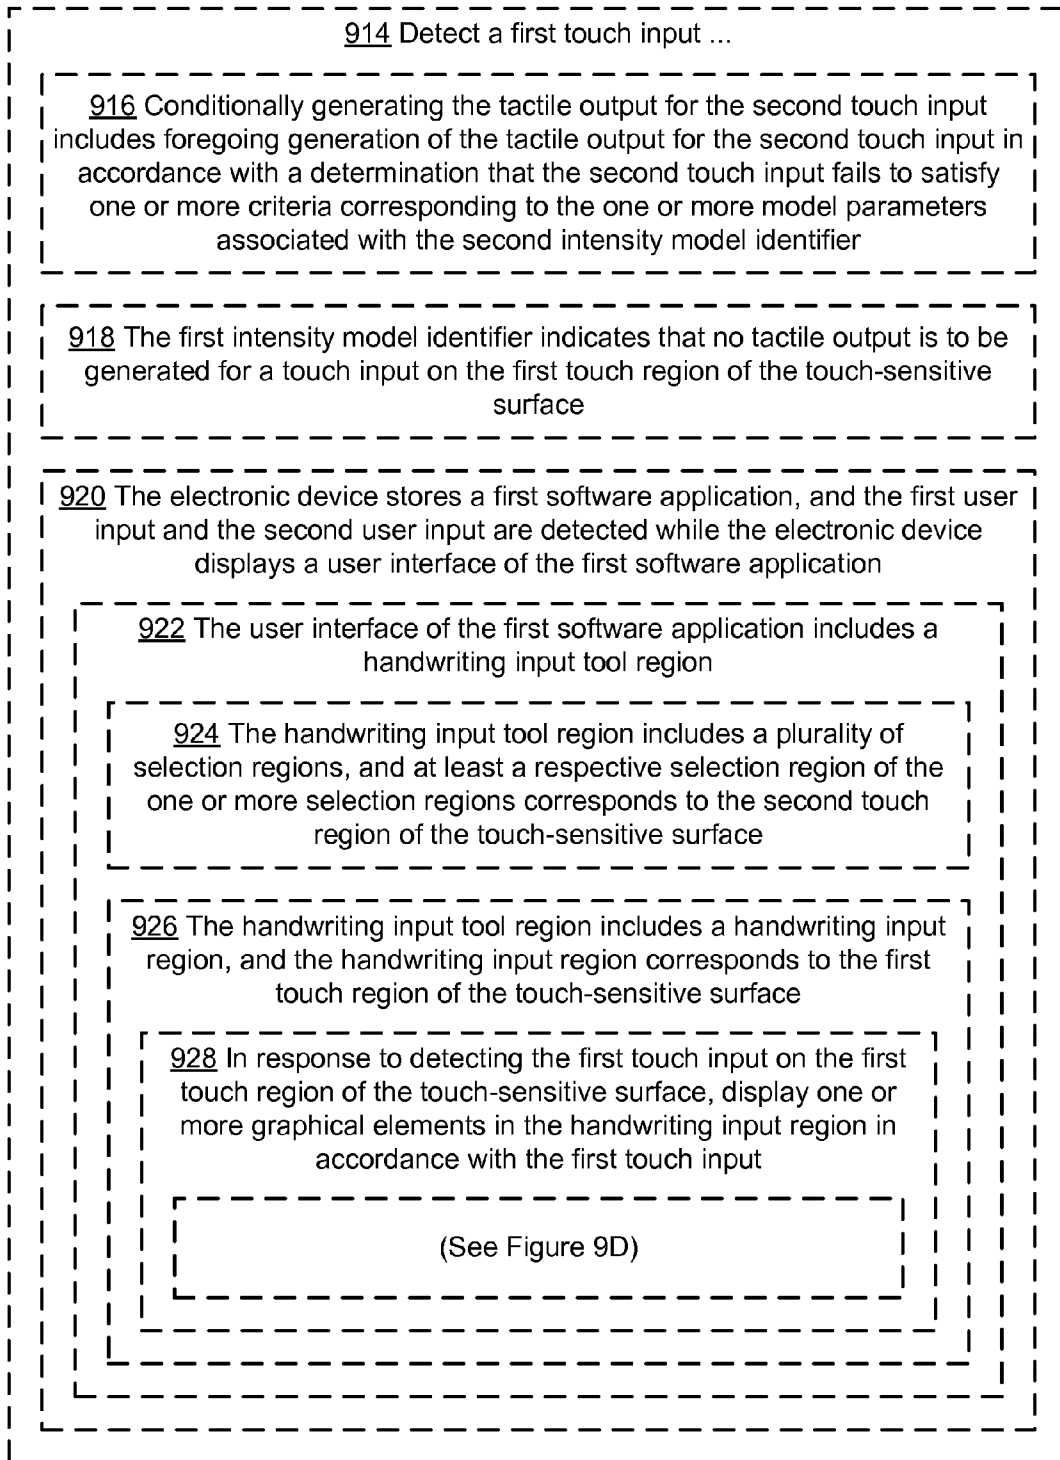 914 Detect a first touch input ...
916 Conditionally generating the tactile output for the second touch input
includes foregoing generation of the tactile output for the second touch input in
accordance with a determination that the second touch input fails to satisfy
one or more criteria corresponding to the one or more model parameters
associated with the second intensity model identifier
918 The first intensity model identifier indicates that no tactile output is to be
generated for a touch input on the first touch region of the touch-sensitive
surface
920 The electronic device stores a first software application, and the first user
input and the second user input are detected while the electronic device
displays a user interface of the first software application
922 The user interface of the first software application includes a
handwriting input tool region
924 The handwriting input tool region includes a plurality of
selection regions, and at least a respective selection region of the
one or more selection regions corresponds to the second touch
region of the touch-sensitive surface
926 The handwriting input tool region includes a handwriting input
region, and the handwriting input region corresponds to the first
touch region of the touch-sensitive surface
928 In response to detecting the first touch input on the first
touch region of the touch-sensitive surface, display one or
more graphical elements in the handwriting input region in
accordance with the first touch input
(See Figure 9D)